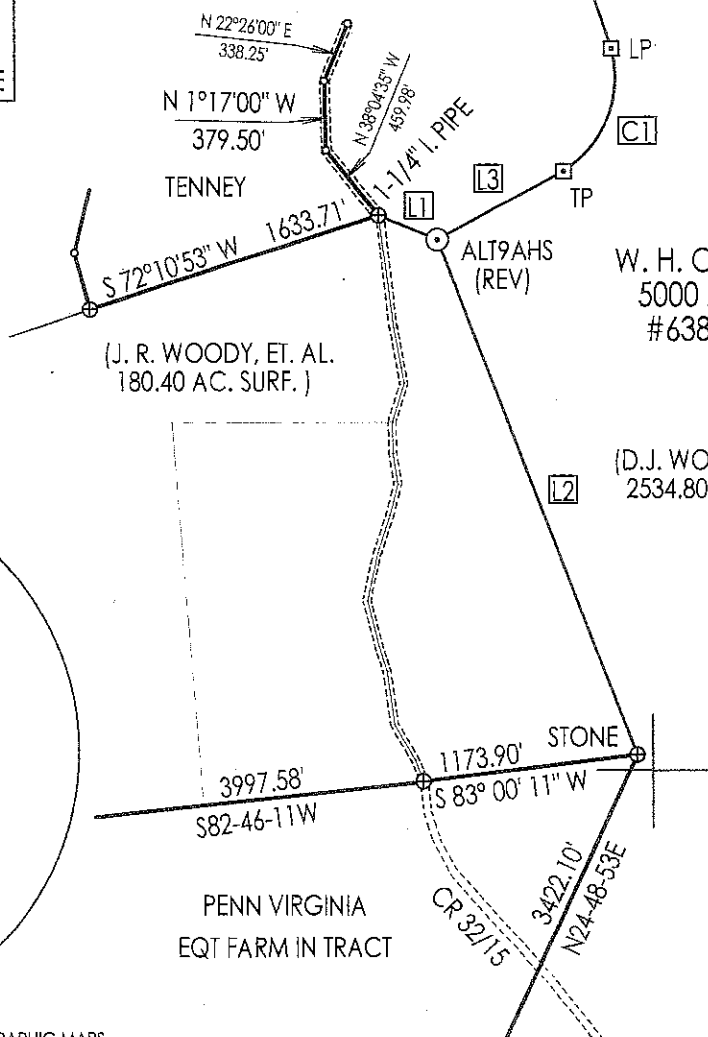 N 22°26'00" E
338.25'
LP
N 1°17'00" W
379.50'
N 38°04'35" W
459.98'
1-1/4" I. PIPE
C1
L3
TP
TENNEY
L1
S 72°10'53" W 1633.71'
ALT9AHS
(REV)
W. H. C
5000
#638
(J. R. WOODY, ET. AL.
180.40 AC. SURF. )
(D.J. WO
2534.80
L2
STONE
3997.58'
S82-46-11W
1173.90'
S 83° 00' 11" W
3422.10'
N24-48-53E
CR 32/15
PENN VIRGINIA
EQT FARM IN TRACT